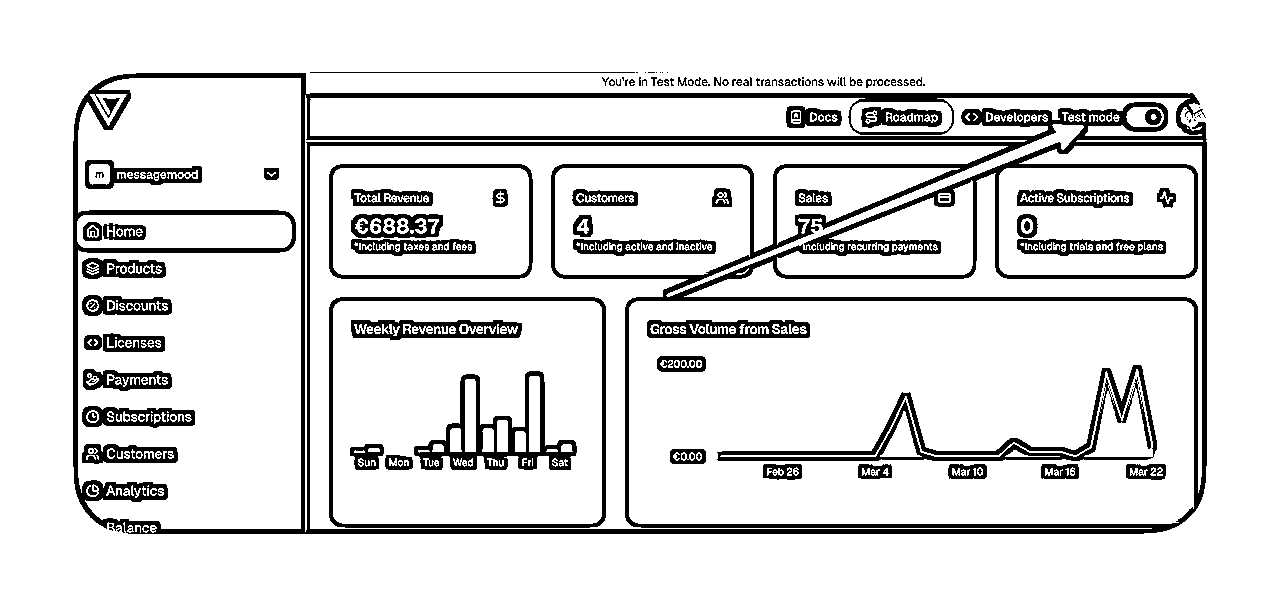 You're in Test Mode. No real transactions will be processed.
Docs
Roadmap
Developers
Test mode
m
messagemood
Home
Products
Discounts
Licenses
Payments
Subscriptions
Customers
Analytics
Balance
Total Revenue
€688.37
*Including taxes and fees
Customers
4
*Including active and inactive
Sales
75
*Including recurring payments
Active Subscriptions
0
*Including trials and free plans
Weekly Revenue Overview
Sun Mon Tue Wed Thu Fri Sat
Gross Volume from Sales
€200.00
€0.00
Feb 26 Mar 4 Mar 10 Mar 16 Mar 22